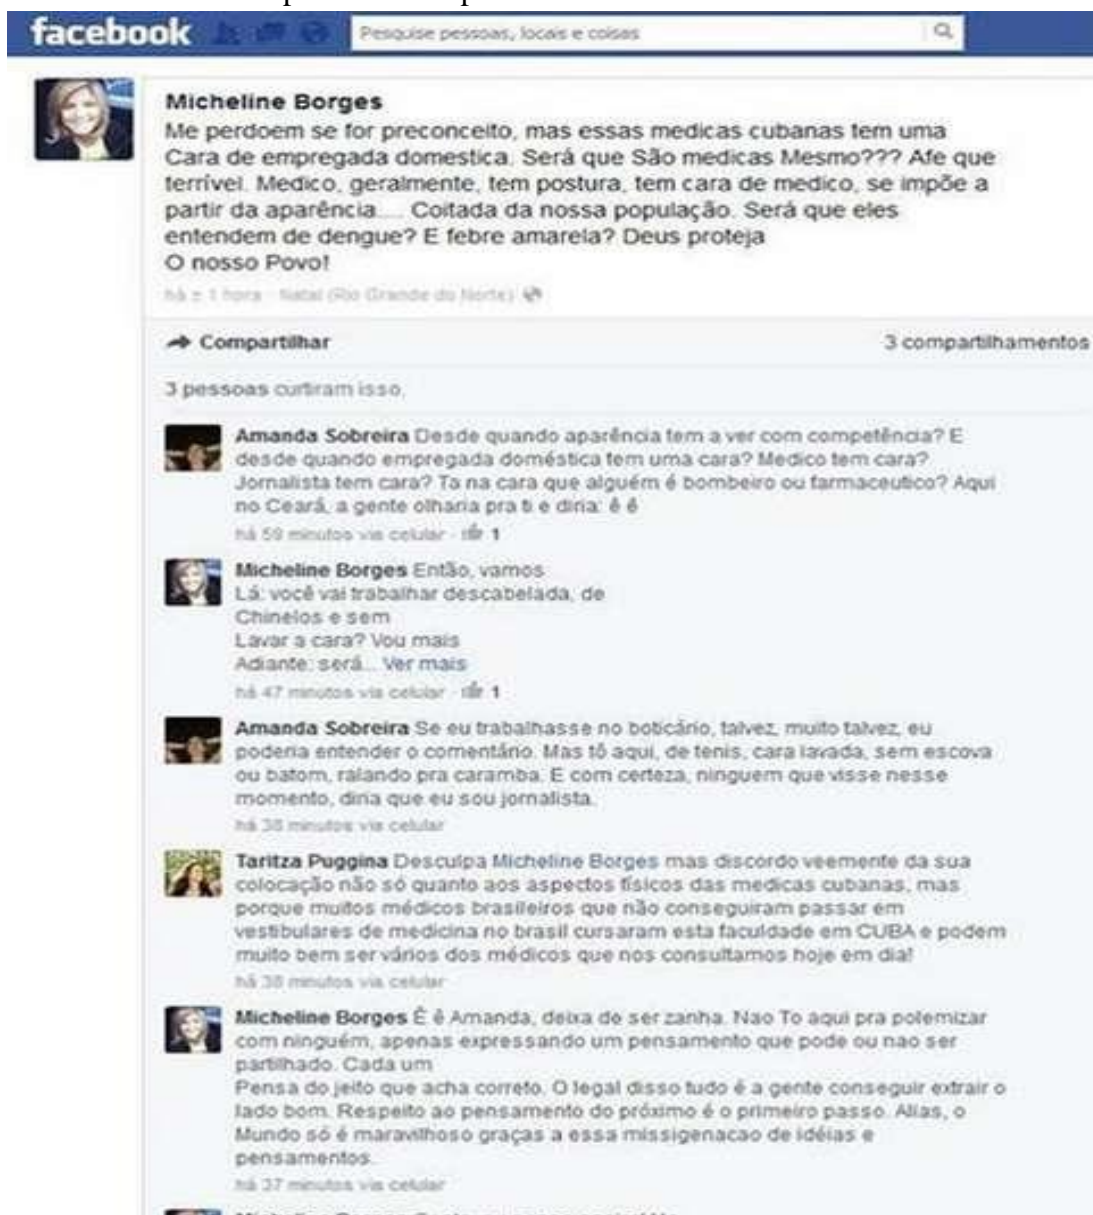 facebook
Pesquise pessoas, locais e coisas
Micheline Borges
Me perdoem se for preconceito, mas essas medicas cubanas tem uma
Cara de empregada domestica. Será que São medicas Mesmo??? Afe que
terrível. Medico, geralmente, tem postura, tem cara de medico, se impõe a
partir da aparência.... Coitada da nossa população. Será que eles
entendem de dengue? E febre amarela? Deus proteja
O nosso Povo!
há ± 1 hora · Natal (Rio Grande do Norte)
Compartilhar
3 compartilhamentos
3 pessoas curtiram isso.
Amanda Sobreira Desde quando aparência tem a ver com competência? E
desde quando empregada doméstica tem uma cara? Medico tem cara?
Jornalista tem cara? Ta na cara que alguém é bombeiro ou farmaceutico? Aqui
no Ceará, a gente olharia pra ti e diria: ê ê
há 59 minutos via celular · 1
Micheline Borges Então, vamos
Lá: você vai trabalhar descabelada, de
Chinelos e sem
Lavar a cara? Vou mais
Adiante: será... Ver mais
há 47 minutos via celular · 1
Amanda Sobreira Se eu trabalhasse no boticário, talvez, muito talvez, eu
poderia entender o comentário. Mas tô aqui, de tenis, cara lavada, sem escova
ou batom, ralando pra caramba. E com certeza, ninguem que visse nesse
momento, diria que eu sou jornalista.
há 38 minutos via celular
Taritza Puggina Desculpa Micheline Borges mas discordo veemente da sua
colocação não só quanto aos aspectos físicos das medicas cubanas, mas
porque muitos médicos brasileiros que não conseguiram passar em
vestibulares de medicina no brasil cursaram esta faculdade em CUBA e podem
muito bem ser vários dos médicos que nos consultamos hoje em dia!
há 38 minutos via celular
Micheline Borges Ê ê Amanda, deixa de ser zanha. Nao To aqui pra polemizar
com ninguém, apenas expressando um pensamento que pode ou nao ser
partilhado. Cada um
Pensa do jeito que acha correto. O legal disso tudo é a gente conseguir extrair o
lado bom. Respeito ao pensamento do próximo é o primeiro passo. Alias, o
Mundo só é maravilhoso graças a essa missigenacao de idéias e
pensamentos.
há 37 minutos via celular